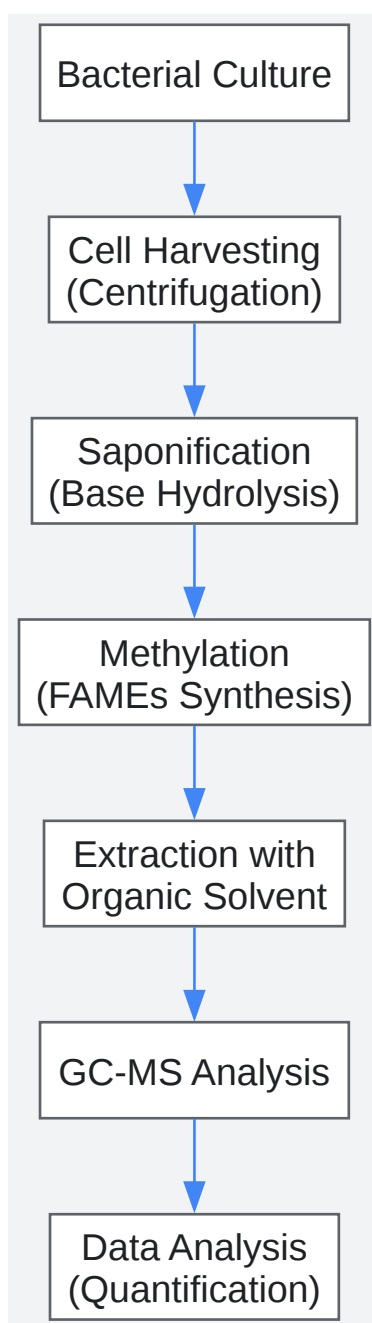 Bacterial Culture
Cell Harvesting
(Centrifugation)
Saponification
(Base Hydrolysis)
Methylation
(FAMEs Synthesis)
Extraction with
Organic Solvent
GC-MS Analysis
Data Analysis
(Quantification)